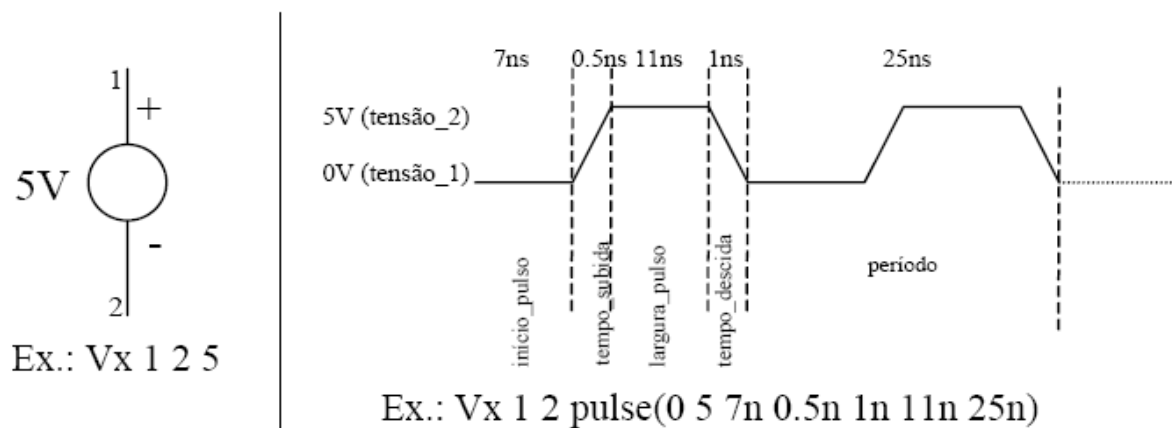 1
+
5V
-
2
Ex.: Vx 1 2 5
7ns 0.5ns 11ns 1ns 25ns
5V (tensão_2)
0V (tensão_1)
início_pulso
tempo_subida
largura_pulso
tempo_descida
período
Ex.: Vx 1 2 pulse(0 5 7n 0.5n 1n 11n 25n)